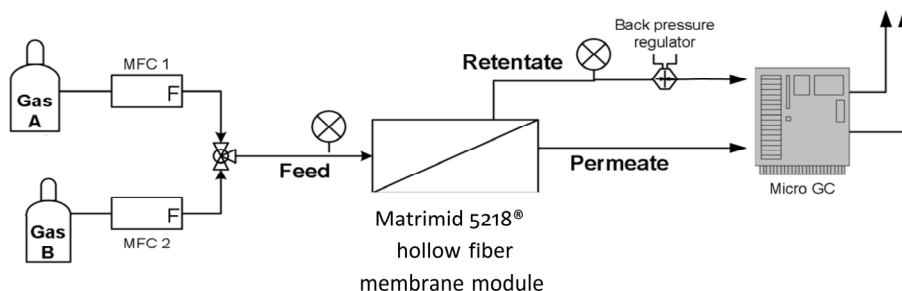 Gas
A
MFC 1
F
Gas
B
MFC 2
F
Feed
Retentate
Back pressure
regulator
Permeate
Matrimid 5218®
hollow fiber
membrane module
Micro GC